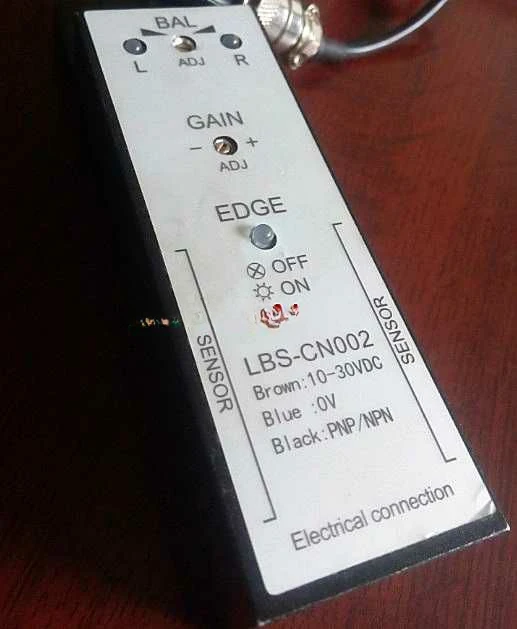 BAL
L ADJ R
GAIN
- +
ADJ
EDGE
OFF
ON
SENSOR
SENSOR
LBS-CN002
Brown:10-30VDC
Blue :0V
Black:PNP/NPN
Electrical connection